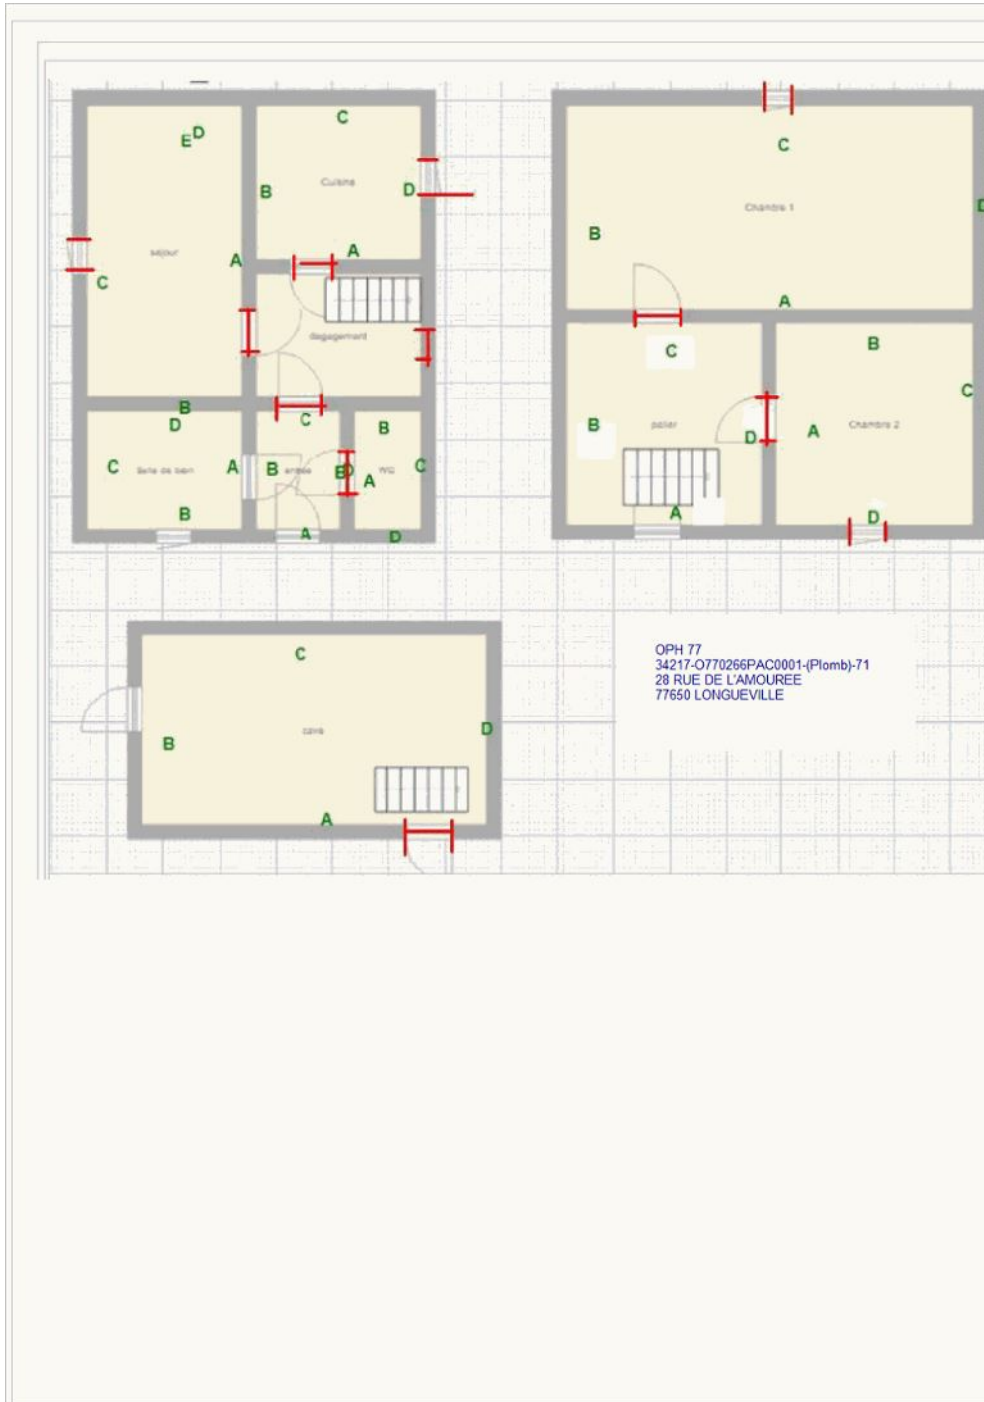 C
E D
B
Cuisine
D
séjour
A
A
C
dégagement
B
D
C
B
C
Salle de bain
A
B
entrée
B
D
A
WC
C
B
A
D
C
Chambre 1
D
B
A
C
B
B
palier
D
A
Chambre 2
C
A
D
C
B
cave
D
A
OPH 77
34217-O770266PAC0001-(Plomb)-71
28 RUE DE L'AMOUREE
77650 LONGUEVILLE